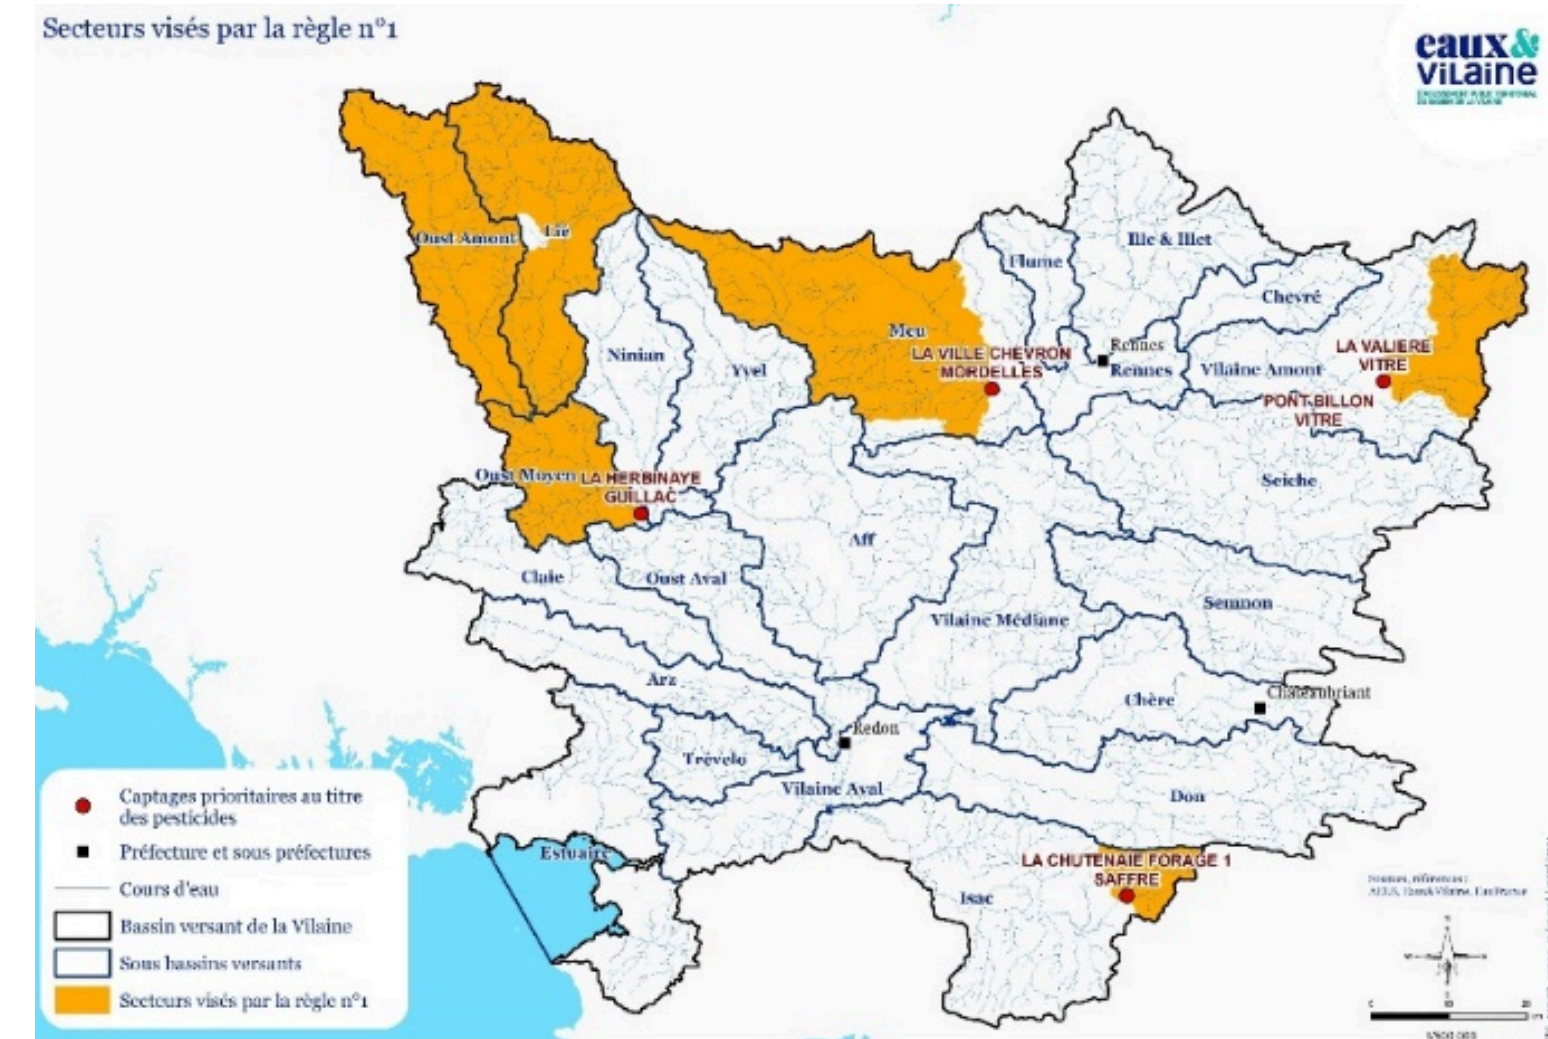 Secteurs visés par la règle n°1
eaux&
Vilaine
Oust Amont
Lié
Ille & Illet
Flume
Chevré
Meu
LA VILLE CHEVRON
MORDELLES
Rennes
Rennes
LA VALIERE
VITRE
Ninian
Yvel
Vilaine Amont
PONT BILLON
VITRE
Oust Moyen
LA HERBINAYE
GUILLAC
Seiche
Aff
Claie
Oust Aval
Semnon
Vilaine Médiane
Arz
Chère
Chateaubriant
Redon
Trévelo
Vilaine Aval
Don
Estuaire
LA CHUTENAIE FORAGE 1
SAFFRE
Isac
Captages prioritaires au titre
des pesticides
Préfecture et sous préfectures
Cours d'eau
Bassin versant de la Vilaine
Sous bassins versants
Secteurs visés par la règle n°1